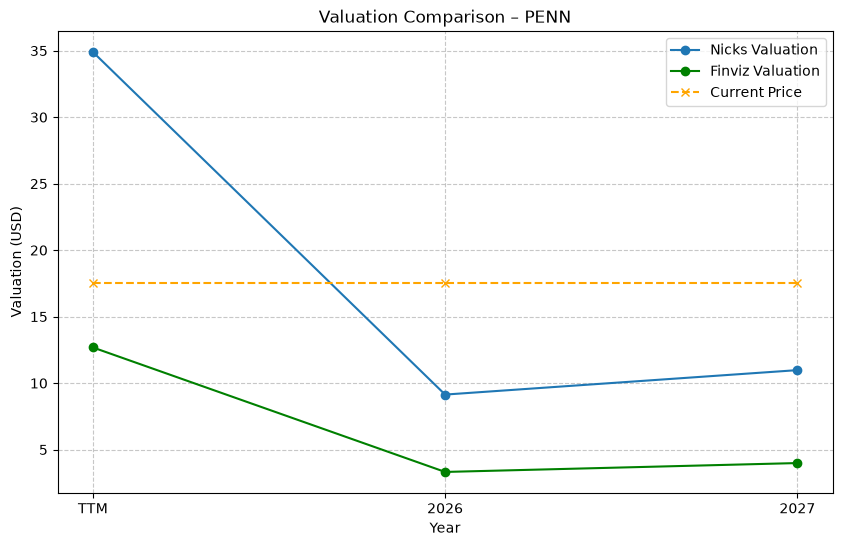 Valuation Comparison – PENN
Nicks Valuation
Finviz Valuation
Current Price
Valuation (USD)
35
30
25
20
15
10
5
TTM
2026
2027
Year